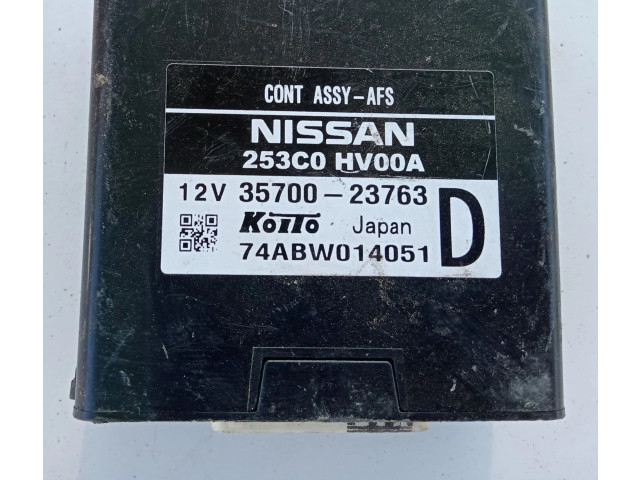 CONT ASSY-AFS
NISSAN
253C0 HV00A
12V 35700-23763
KOITO Japan D
74ABW014051